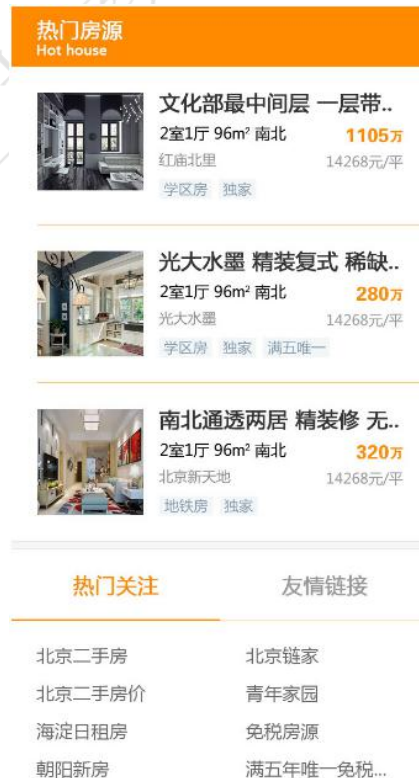 热门房源
Hot house
文化部最中间层 一层带..
2室1厅 96m² 南北 1105万
红庙北里 14268元/平
学区房 独家
光大水墨 精装复式 稀缺..
2室1厅 96m² 南北 280万
光大水墨 14268元/平
学区房 独家 满五唯一
南北通透两居 精装修 无..
2室1厅 96m² 南北 320万
北京新天地 14268元/平
地铁房 独家
热门关注 友情链接
北京二手房 北京链家
北京二手房价 青年家园
海淀日租房 免税房源
朝阳新房 满五年唯一免税...